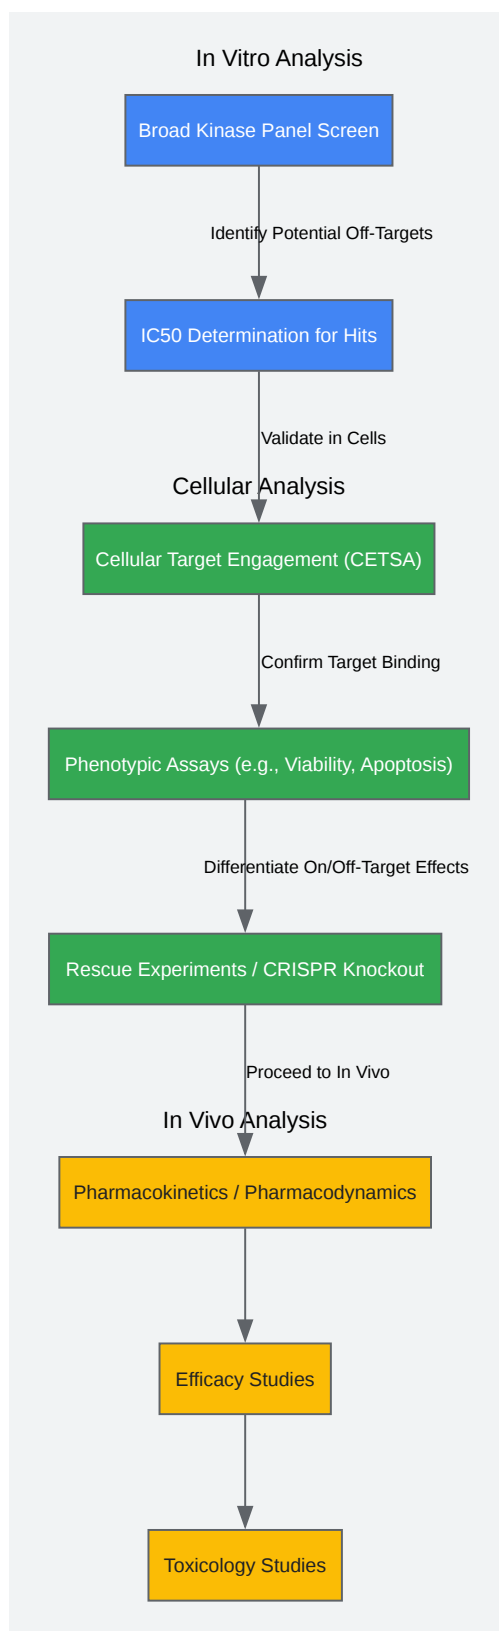 In Vitro Analysis
Broad Kinase Panel Screen
Identify Potential Off-Targets
IC50 Determination for Hits
Validate in Cells
Cellular Analysis
Cellular Target Engagement (CETSA)
Confirm Target Binding
Phenotypic Assays (e.g., Viability, Apoptosis)
Differentiate On/Off-Target Effects
Rescue Experiments / CRISPR Knockout
Proceed to In Vivo
In Vivo Analysis
Pharmacokinetics / Pharmacodynamics
Efficacy Studies
Toxicology Studies